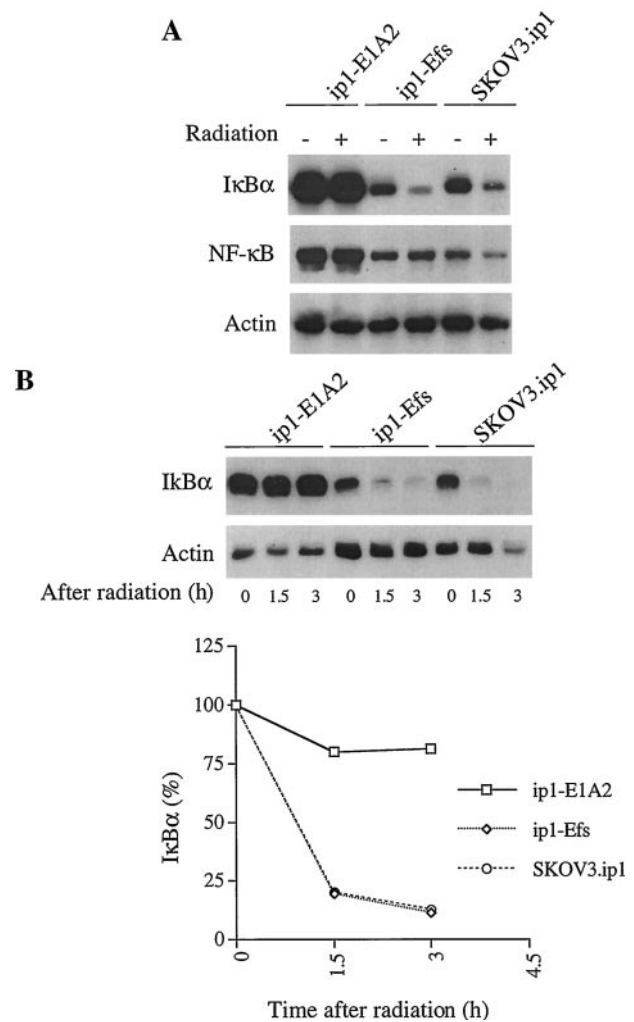 A
ip1-E1A2 ip1-Efs SKOV3.ip1
Radiation - + - + - +
IκBα
NF-κB
Actin
B
ip1-E1A2 ip1-Efs SKOV3.ip1
IkBα
Actin
After radiation (h) 0 1.5 3 0 1.5 3 0 1.5 3
125
100
75
50
25
0
IκBα (%)
0 1.5 3 4.5
Time after radiation (h)
ip1-E1A2
ip1-Efs
SKOV3.ip1